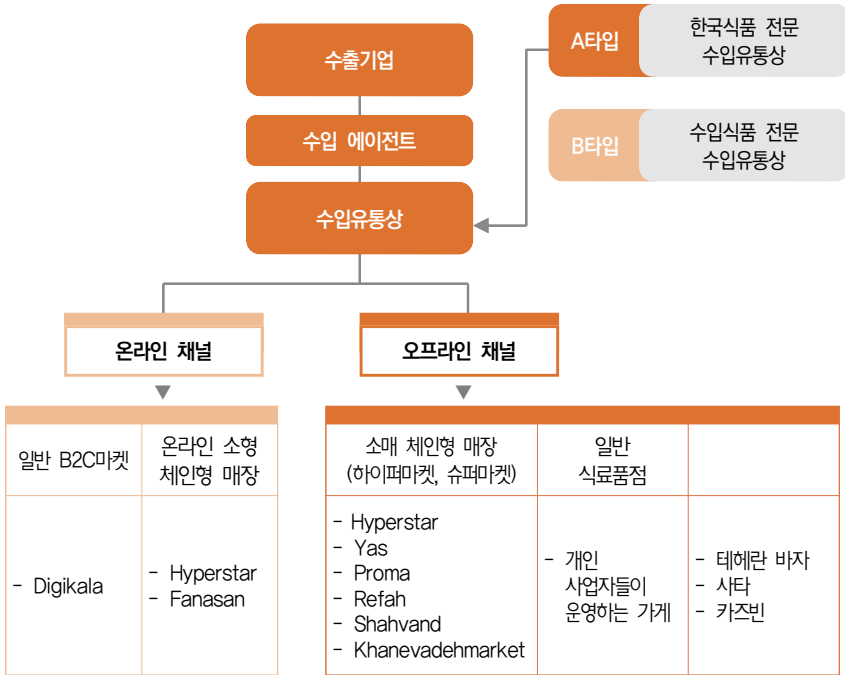 수출기업
수입 에이전트
수입유통상
A타입
한국식품 전문
수입유통상
B타입
수입식품 전문
수입유통상
온라인 채널
오프라인 채널
일반 B2C마켓
온라인 소형
체인형 매장
- Digikala
- Hyperstar
- Fanasan
소매 체인형 매장
(하이퍼마켓, 슈퍼마켓)
일반
식료품점
- Hyperstar
- Yas
- Proma
- Refah
- Shahvand
- Khanevadehmarket
- 개인
사업자들이
운영하는 가게
- 테헤란 바자
- 사타
- 카즈빈